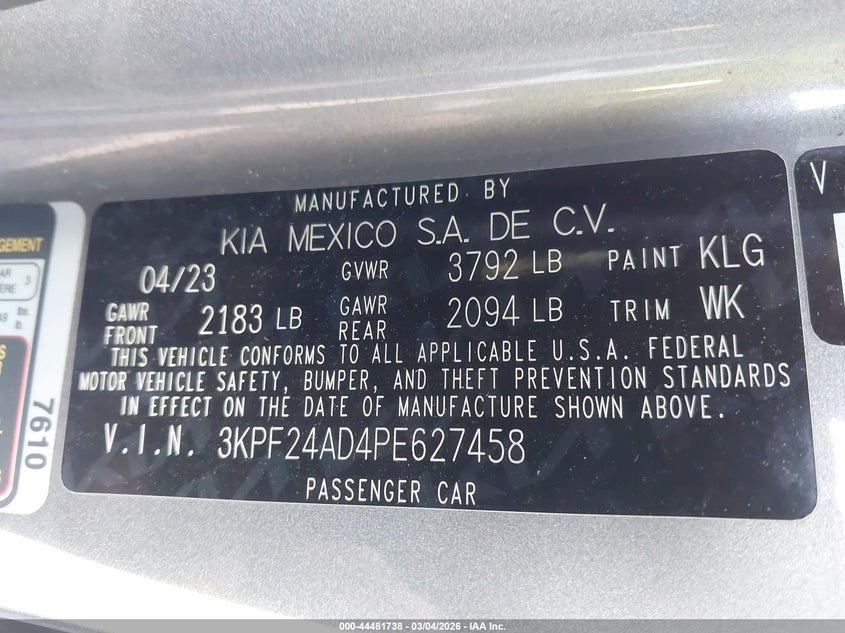 MANUFACTURED BY
KIA MEXICO S.A. DE C.V.
04/23 GVWR 3792 LB PAINT KLG
GAWR FRONT 2183 LB GAWR REAR 2094 LB TRIM WK
THIS VEHICLE CONFORMS TO ALL APPLICABLE U.S.A. FEDERAL
MOTOR VEHICLE SAFETY, BUMPER, AND THEFT PREVENTION STANDARDS
IN EFFECT ON THE DATE OF MANUFACTURE SHOWN ABOVE.
V.I.N. 3KPF24AD4PE627458
PASSENGER CAR
7610
V
000-44481738 - 03/04/2026 - IAA Inc.